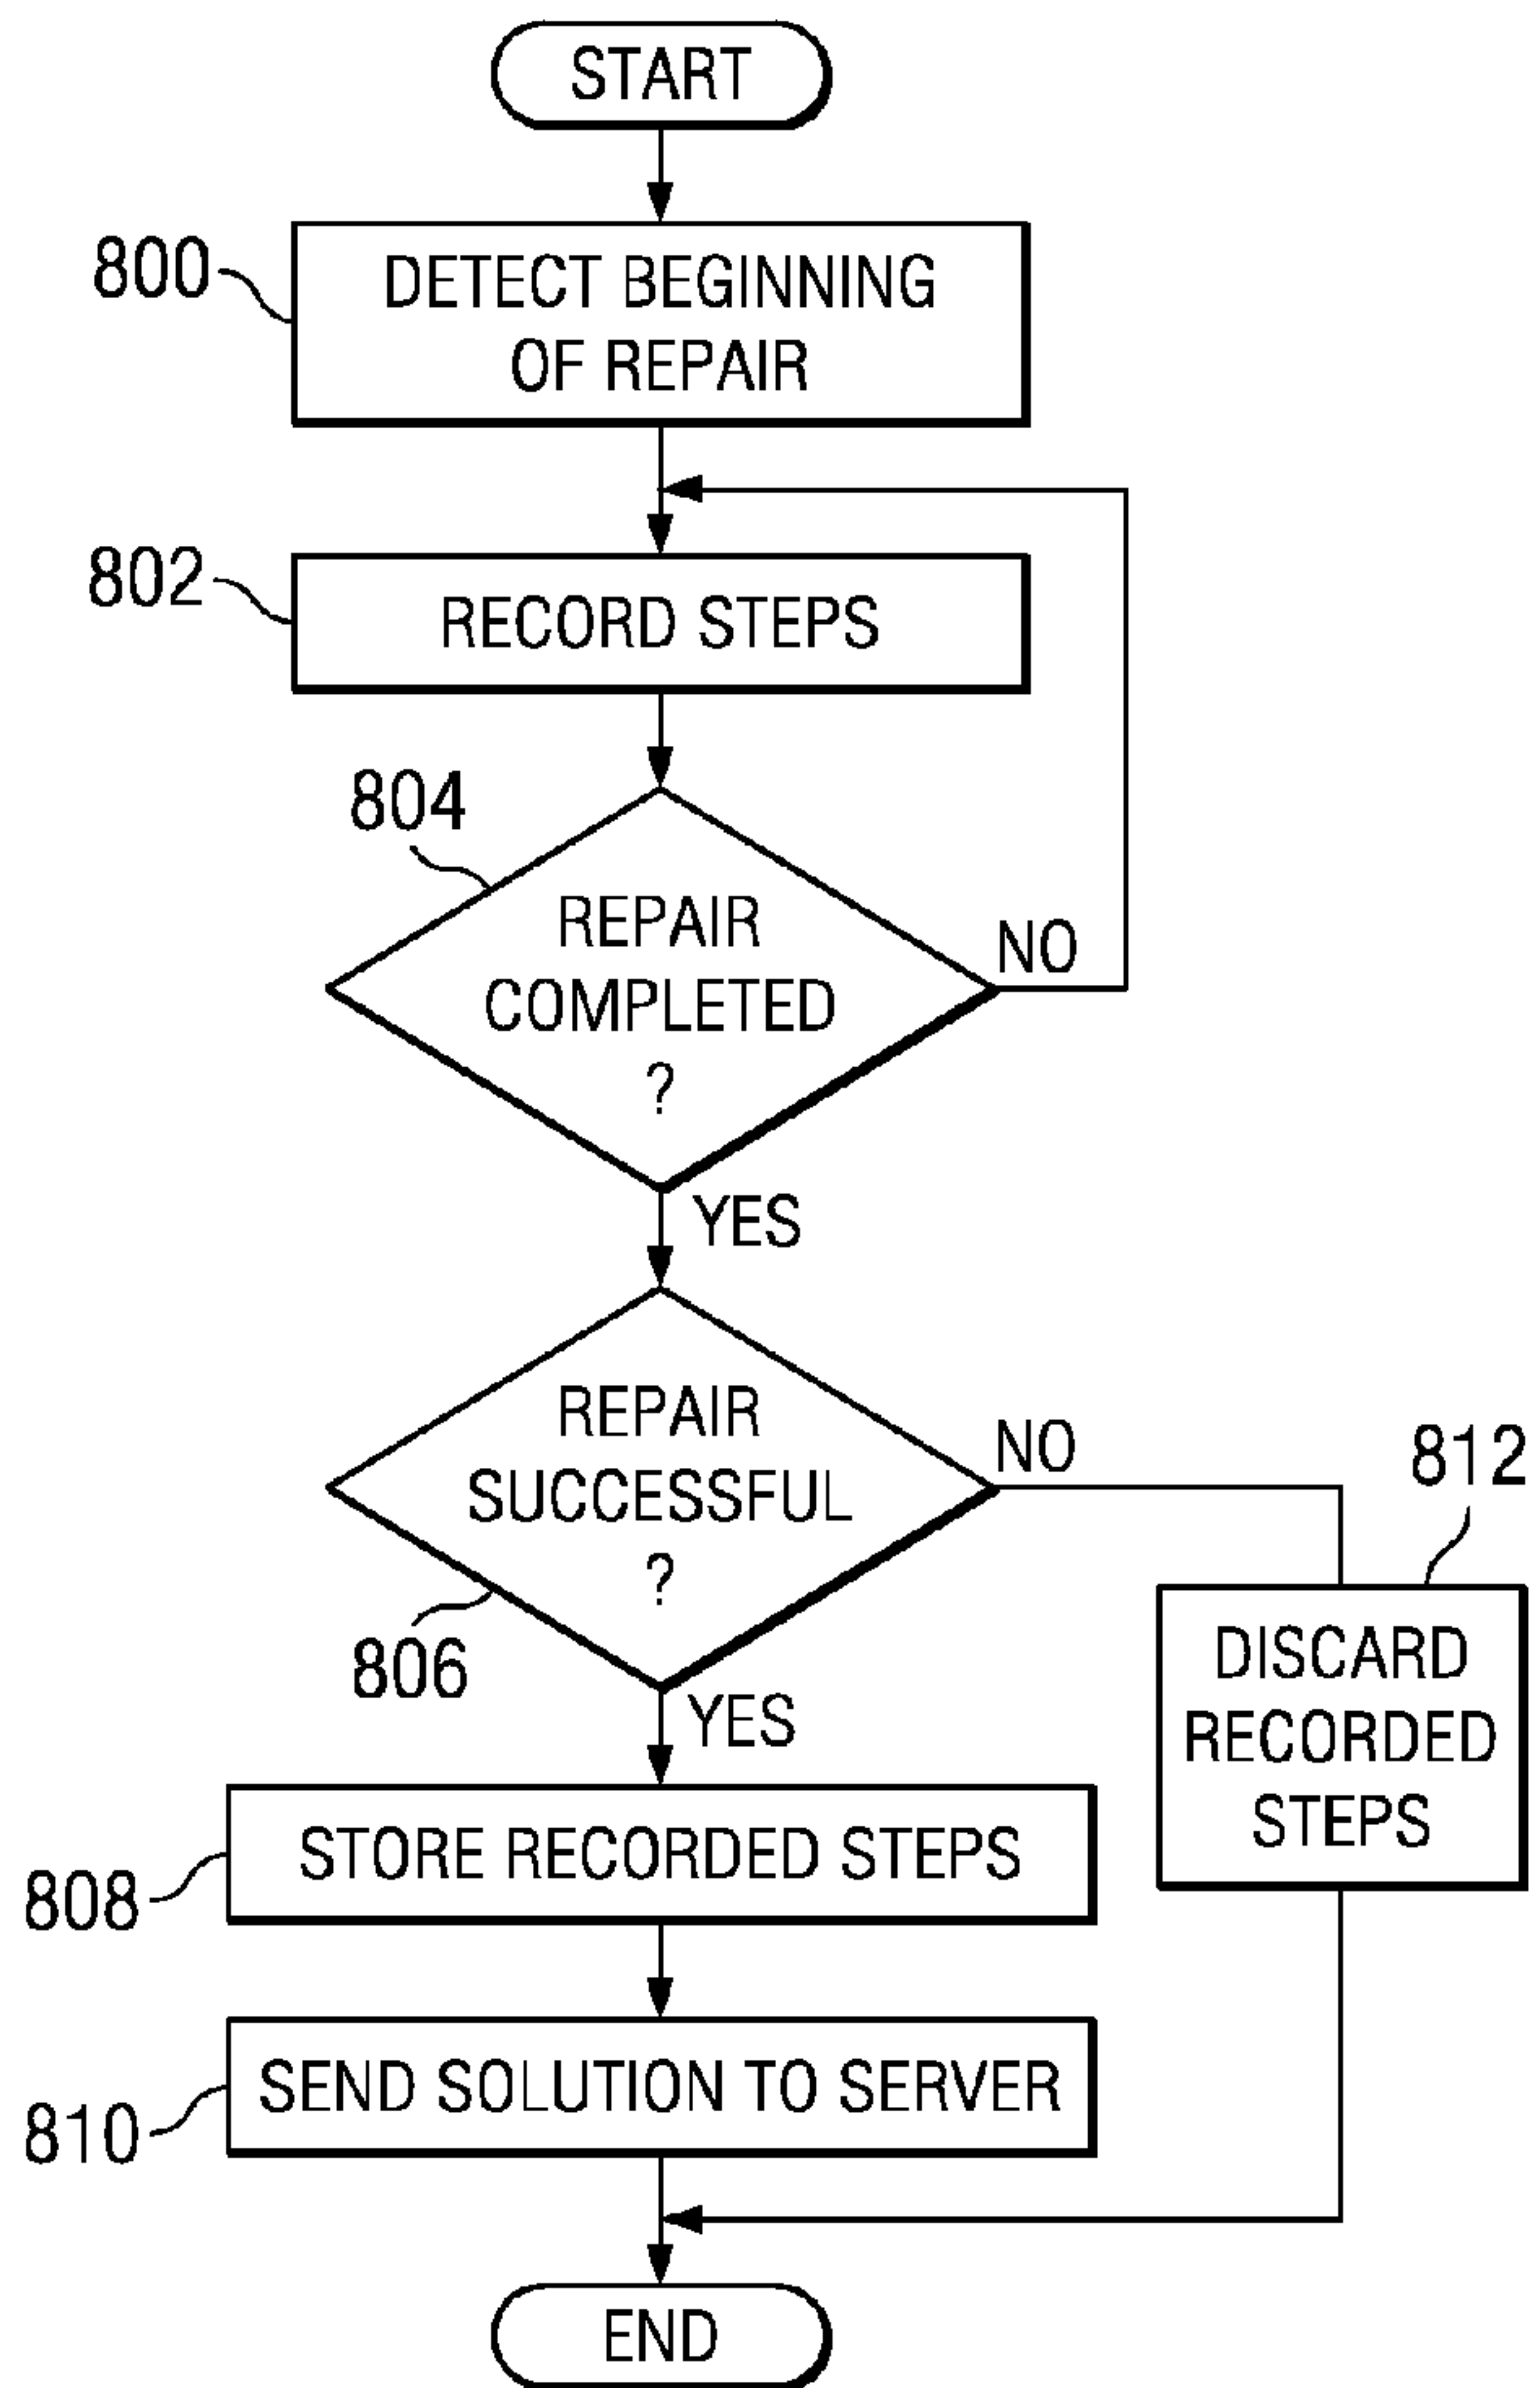 START
800
DETECT BEGINNING
OF REPAIR
802
RECORD STEPS
804
REPAIR
COMPLETED
?
NO
YES
REPAIR
SUCCESSFUL
?
NO
806
YES
812
DISCARD
RECORDED
STEPS
STORE RECORDED STEPS
808
SEND SOLUTION TO SERVER
810
END